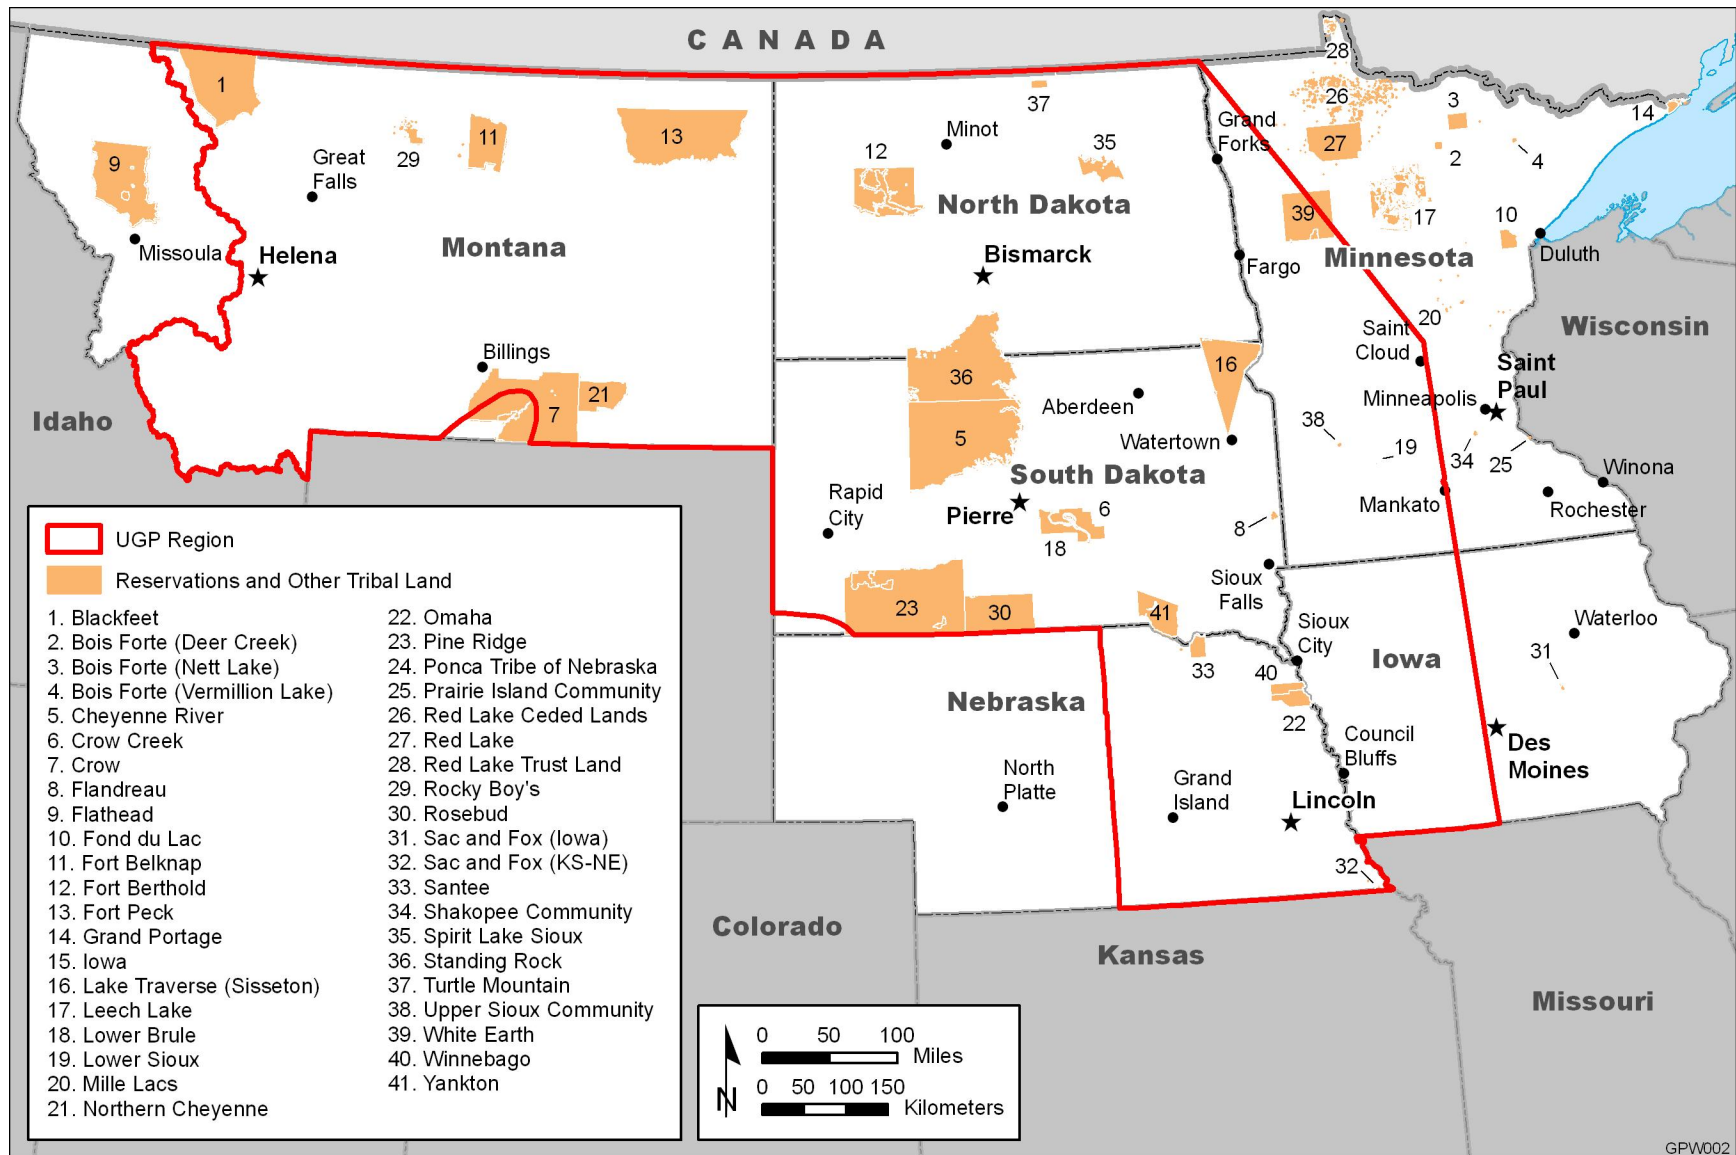 CANADA
28
1
26
3
14
37
Grand
Forks
11
13
Minot
35
27
Great
Falls
29
12
2
4
9
North Dakota
39
17
10
Missoula
Helena
Montana
Bismarck
Fargo
Minnesota
Duluth
20
Saint
Cloud
Wisconsin
Billings
36
16
Saint
Paul
21
Aberdeen
Minneapolis
Idaho
7
5
Watertown
38
19
34
25
South Dakota
Winona
Rapid
City
Pierre
6
Mankato
Rochester
18
8
Sioux
Falls
23
30
41
Sioux
City
Waterloo
33
40
Iowa
31
Nebraska
22
Council
Bluffs
Des
Moines
North
Platte
Grand
Island
Lincoln
32
Colorado
Kansas
Missouri
UGP Region
Reservations and Other Tribal Land
1. Blackfeet
2. Bois Forte (Deer Creek)
3. Bois Forte (Nett Lake)
4. Bois Forte (Vermillion Lake)
5. Cheyenne River
6. Crow Creek
7. Crow
8. Flandreau
9. Flathead
10. Fond du Lac
11. Fort Belknap
12. Fort Berthold
13. Fort Peck
14. Grand Portage
15. Iowa
16. Lake Traverse (Sisseton)
17. Leech Lake
18. Lower Brule
19. Lower Sioux
20. Mille Lacs
21. Northern Cheyenne
22. Omaha
23. Pine Ridge
24. Ponca Tribe of Nebraska
25. Prairie Island Community
26. Red Lake Ceded Lands
27. Red Lake
28. Red Lake Trust Land
29. Rocky Boy's
30. Rosebud
31. Sac and Fox (Iowa)
32. Sac and Fox (KS-NE)
33. Santee
34. Shakopee Community
35. Spirit Lake Sioux
36. Standing Rock
37. Turtle Mountain
38. Upper Sioux Community
39. White Earth
40. Winnebago
41. Yankton
N
0 50 100
Miles
0 50 100 150
Kilometers
GPW002